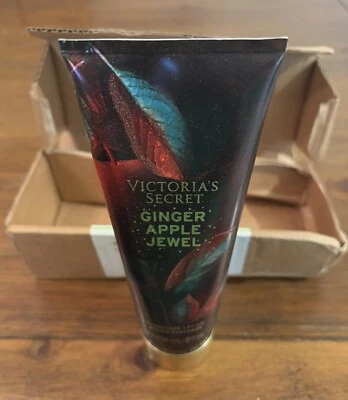 VICTORIA'S
SECRET
GINGER
APPLE
JEWEL